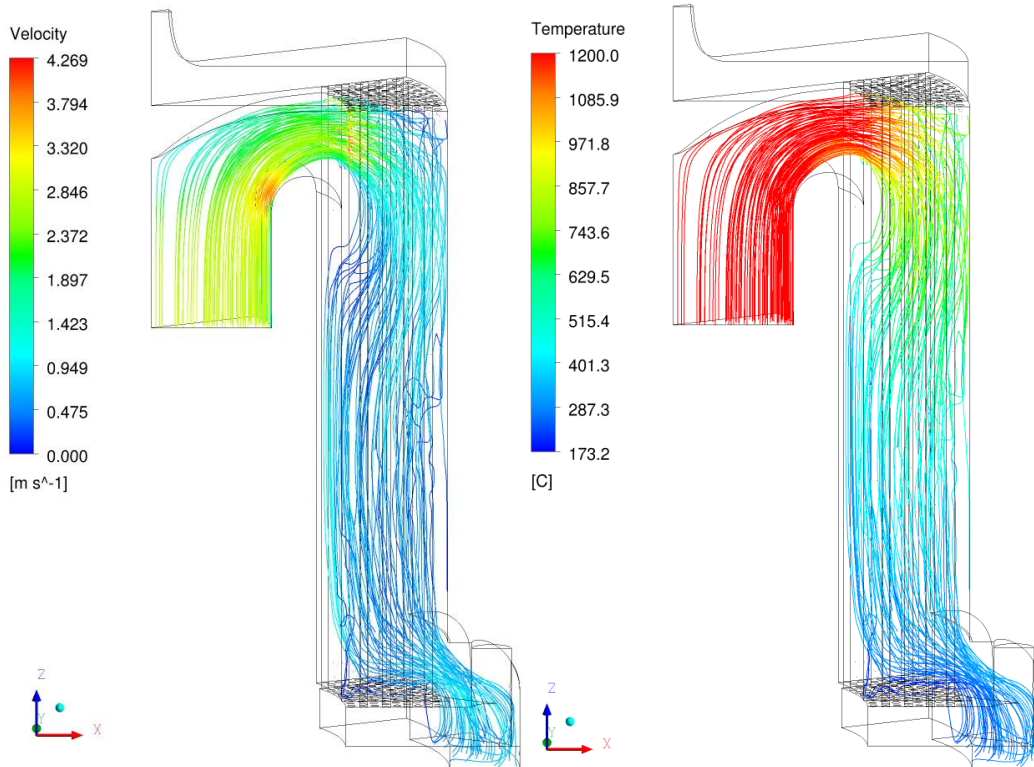 Velocity
4.269
3.794
3.320
2.846
2.372
1.897
1.423
0.949
0.475
0.000
[m s^-1]
Z
Y
X
Temperature
1200.0
1085.9
971.8
857.7
743.6
629.5
515.4
401.3
287.3
173.2
[C]
Z
Y
X